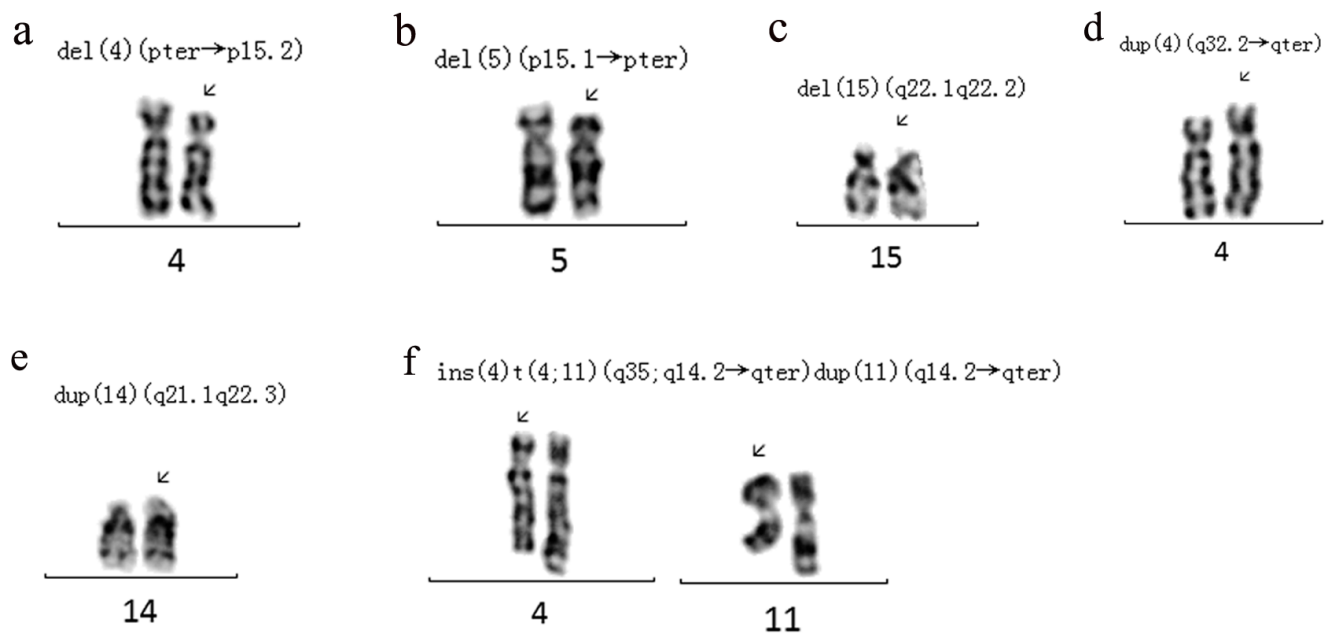 a
del(4)(pter→p15.2)
4
b
del(5)(p15.1→pter)
5
c
del(15)(q22.1q22.2)
15
d
dup(4)(q32.2→qter)
4
e
dup(14)(q21.1q22.3)
14
f
ins(4)t(4;11)(q35;q14.2→qter)dup(11)(q14.2→qter)
4
11